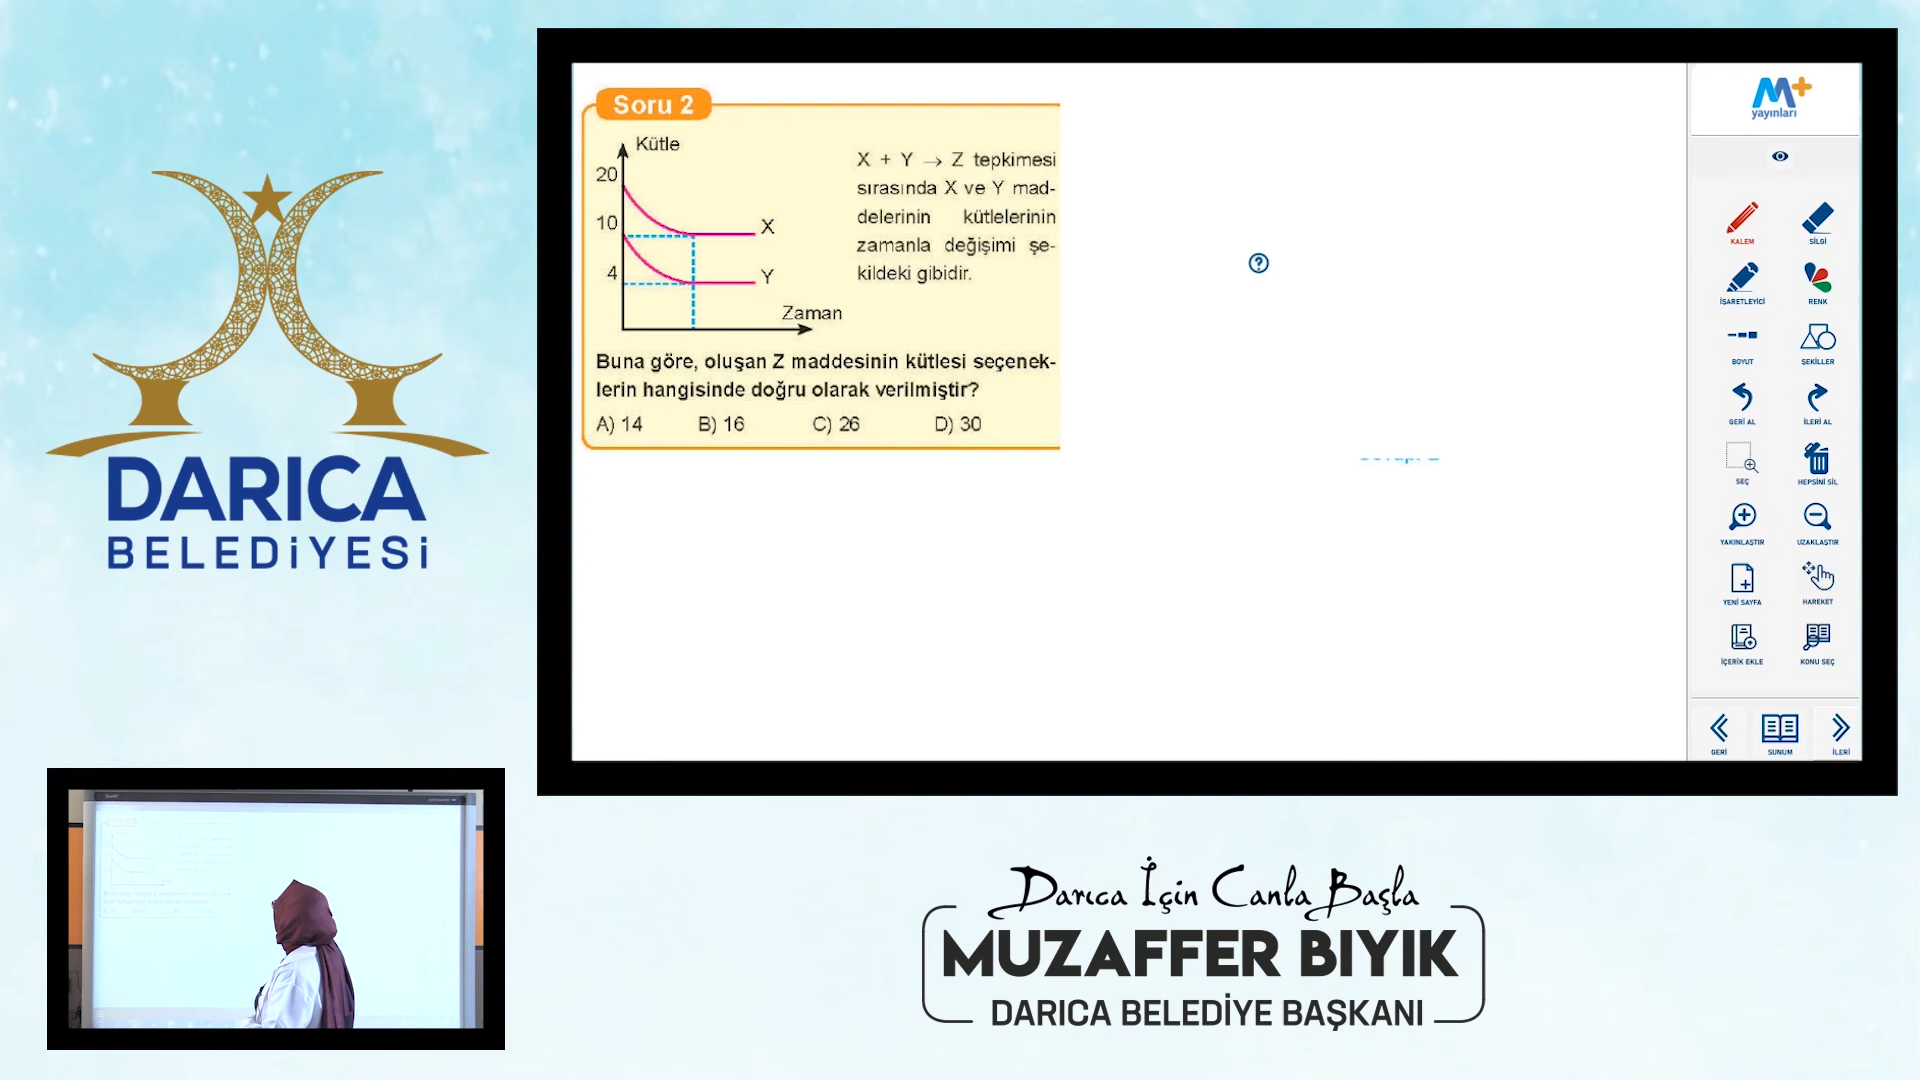 Soru 2
Kütle
20
10
4
X
Y
Zaman
X + Y → Z tepkimesi
sırasında X ve Y mad-
delerinin kütlelerinin
zamanla değişimi şe-
kildeki gibidir.
Buna göre, oluşan Z maddesinin kütlesi seçenek-
lerin hangisinde doğru olarak verilmiştir?
A) 14 B) 16 C) 26 D) 30
M+
yayınları
KALEM SİLGİ
İŞARETLEYİCİ RENK
BOYUT ŞEKİLLER
GERİ AL İLERİ AL
SEÇ HEPSİNİ SİL
YAKINLAŞTIR UZAKLAŞTIR
YENİ SAYFA HAREKET
İÇERİK EKLE KONU SEÇ
GERİ SUNUM İLERİ
DARICA
BELEDİYESİ
Darıca İçin Canla Başla
MUZAFFER BIYIK
DARICA BELEDİYE BAŞKANI